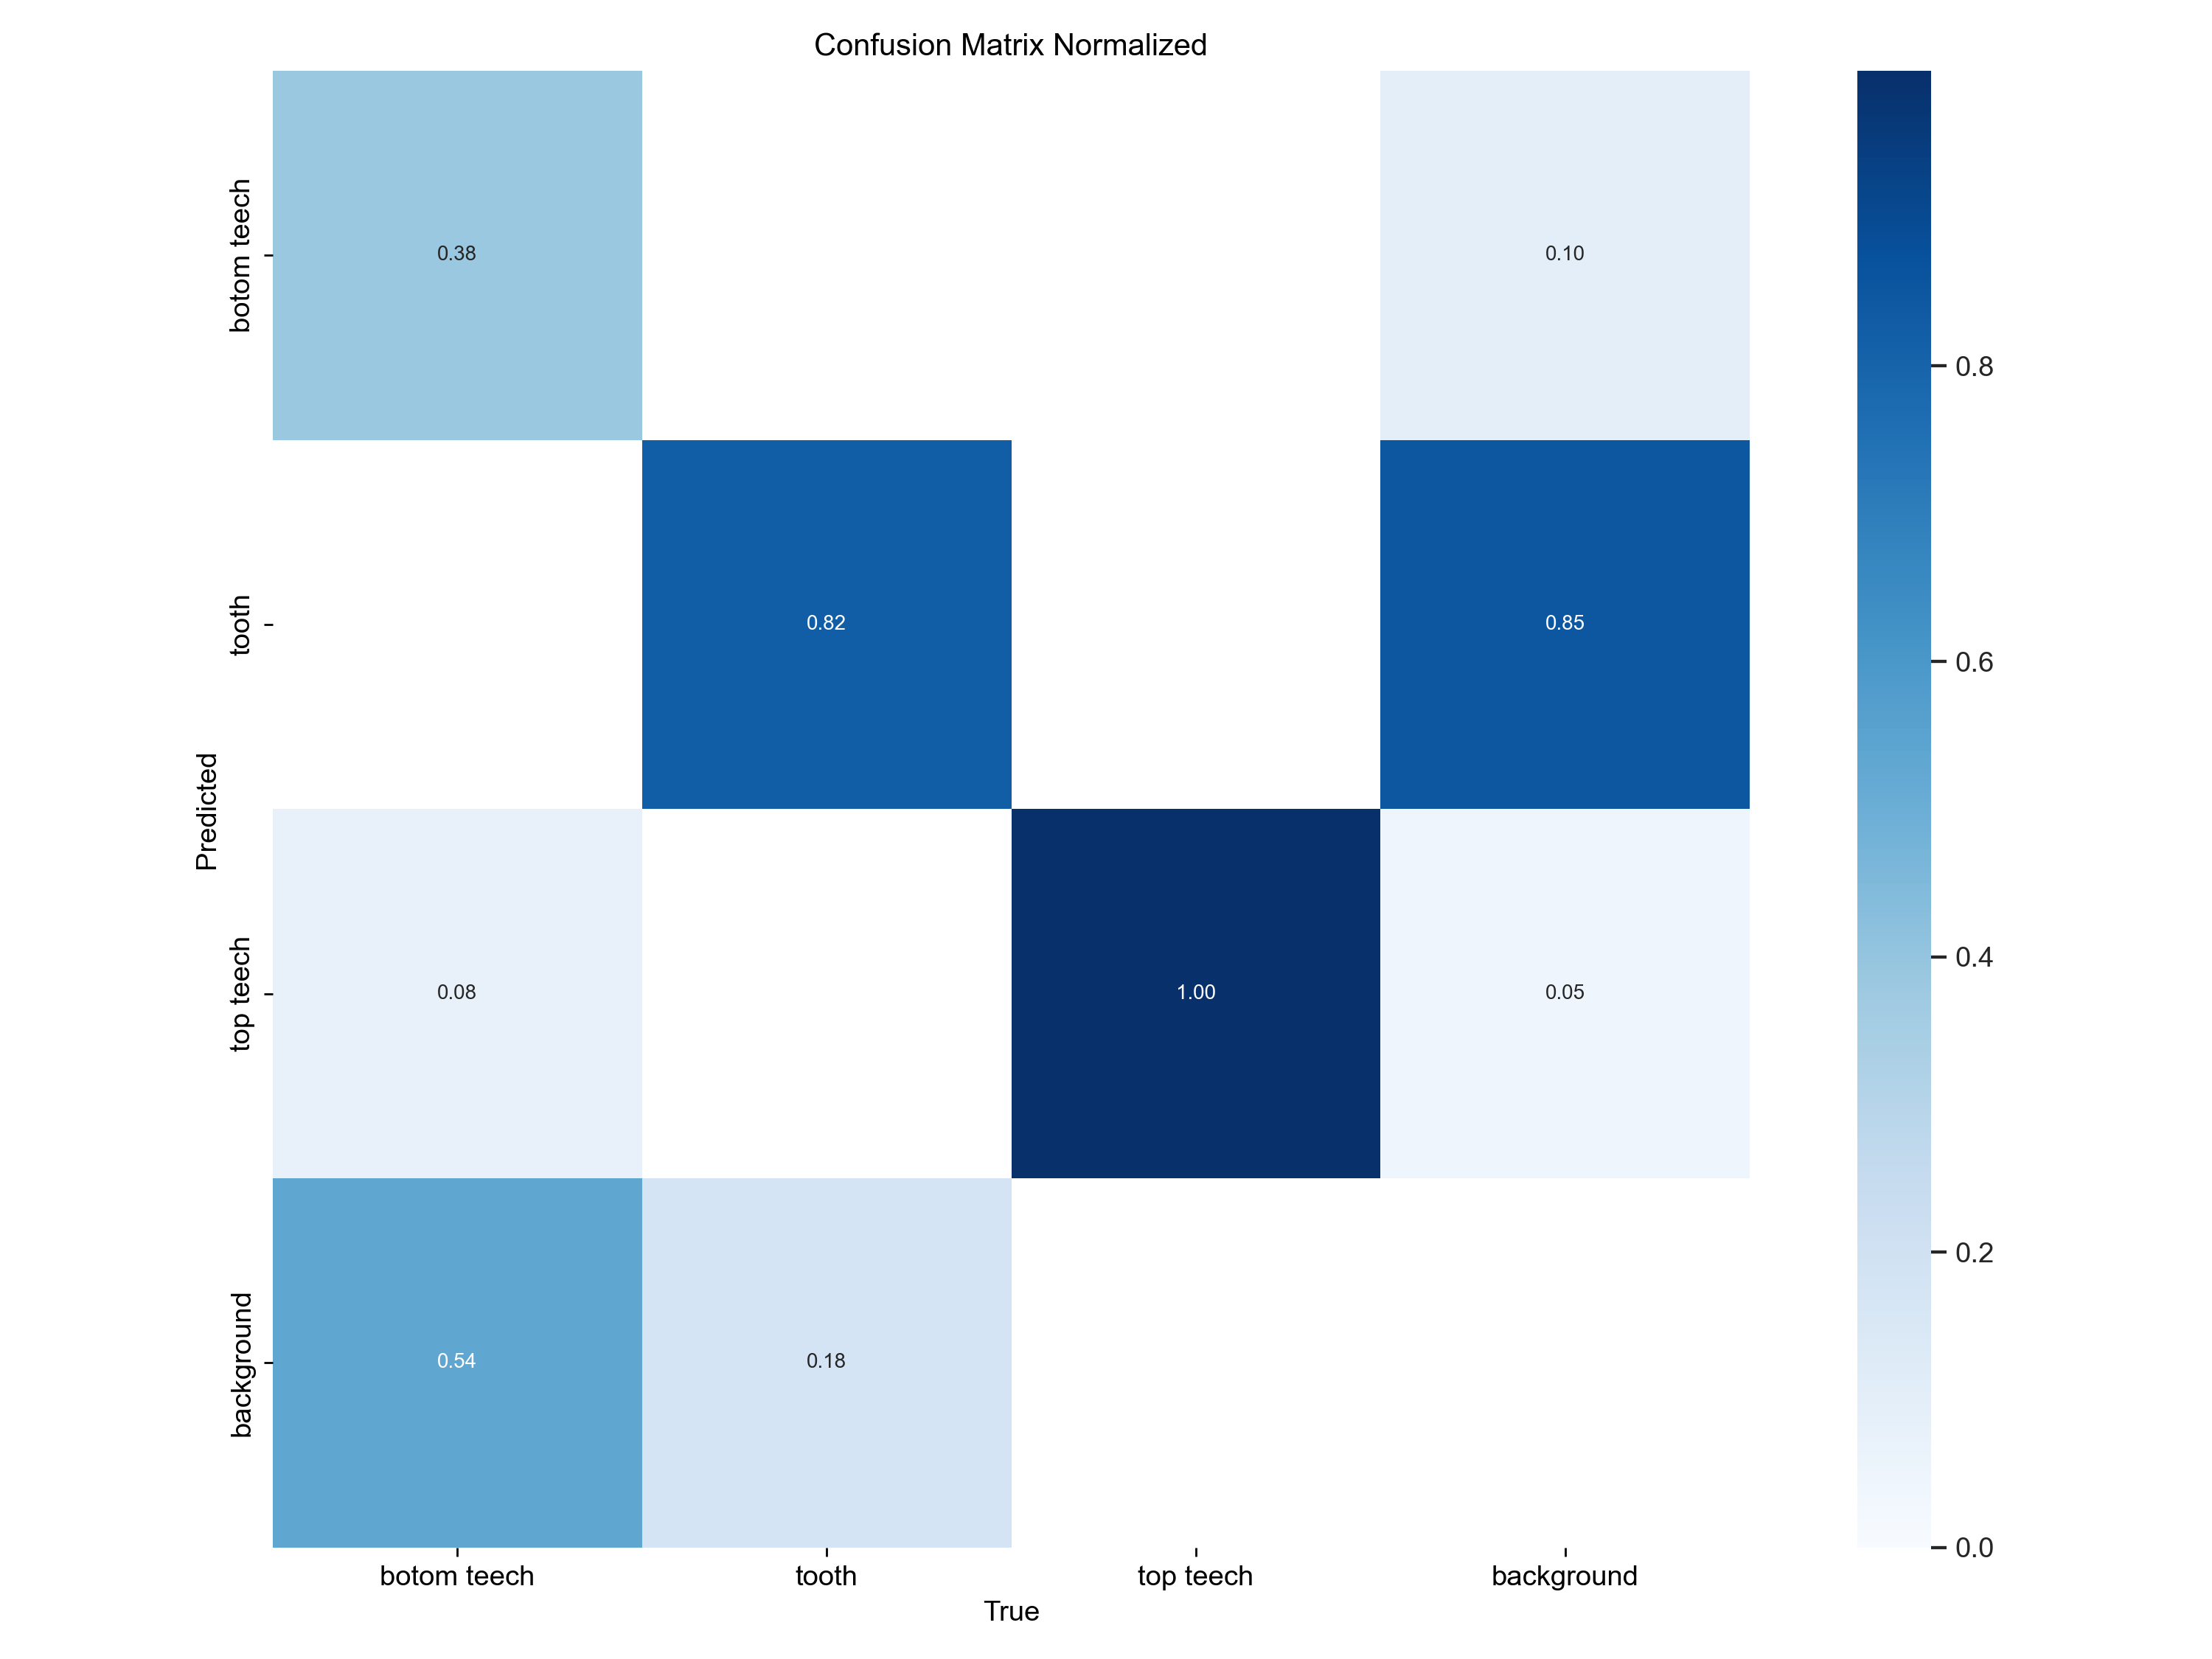 Confusion Matrix Normalized
botom teech
0.38
0.10
tooth
0.82
0.85
Predicted
top teech
0.08
1.00
0.05
background
0.54
0.18
botom teech
tooth
top teech
background
True
0.8
0.6
0.4
0.2
0.0